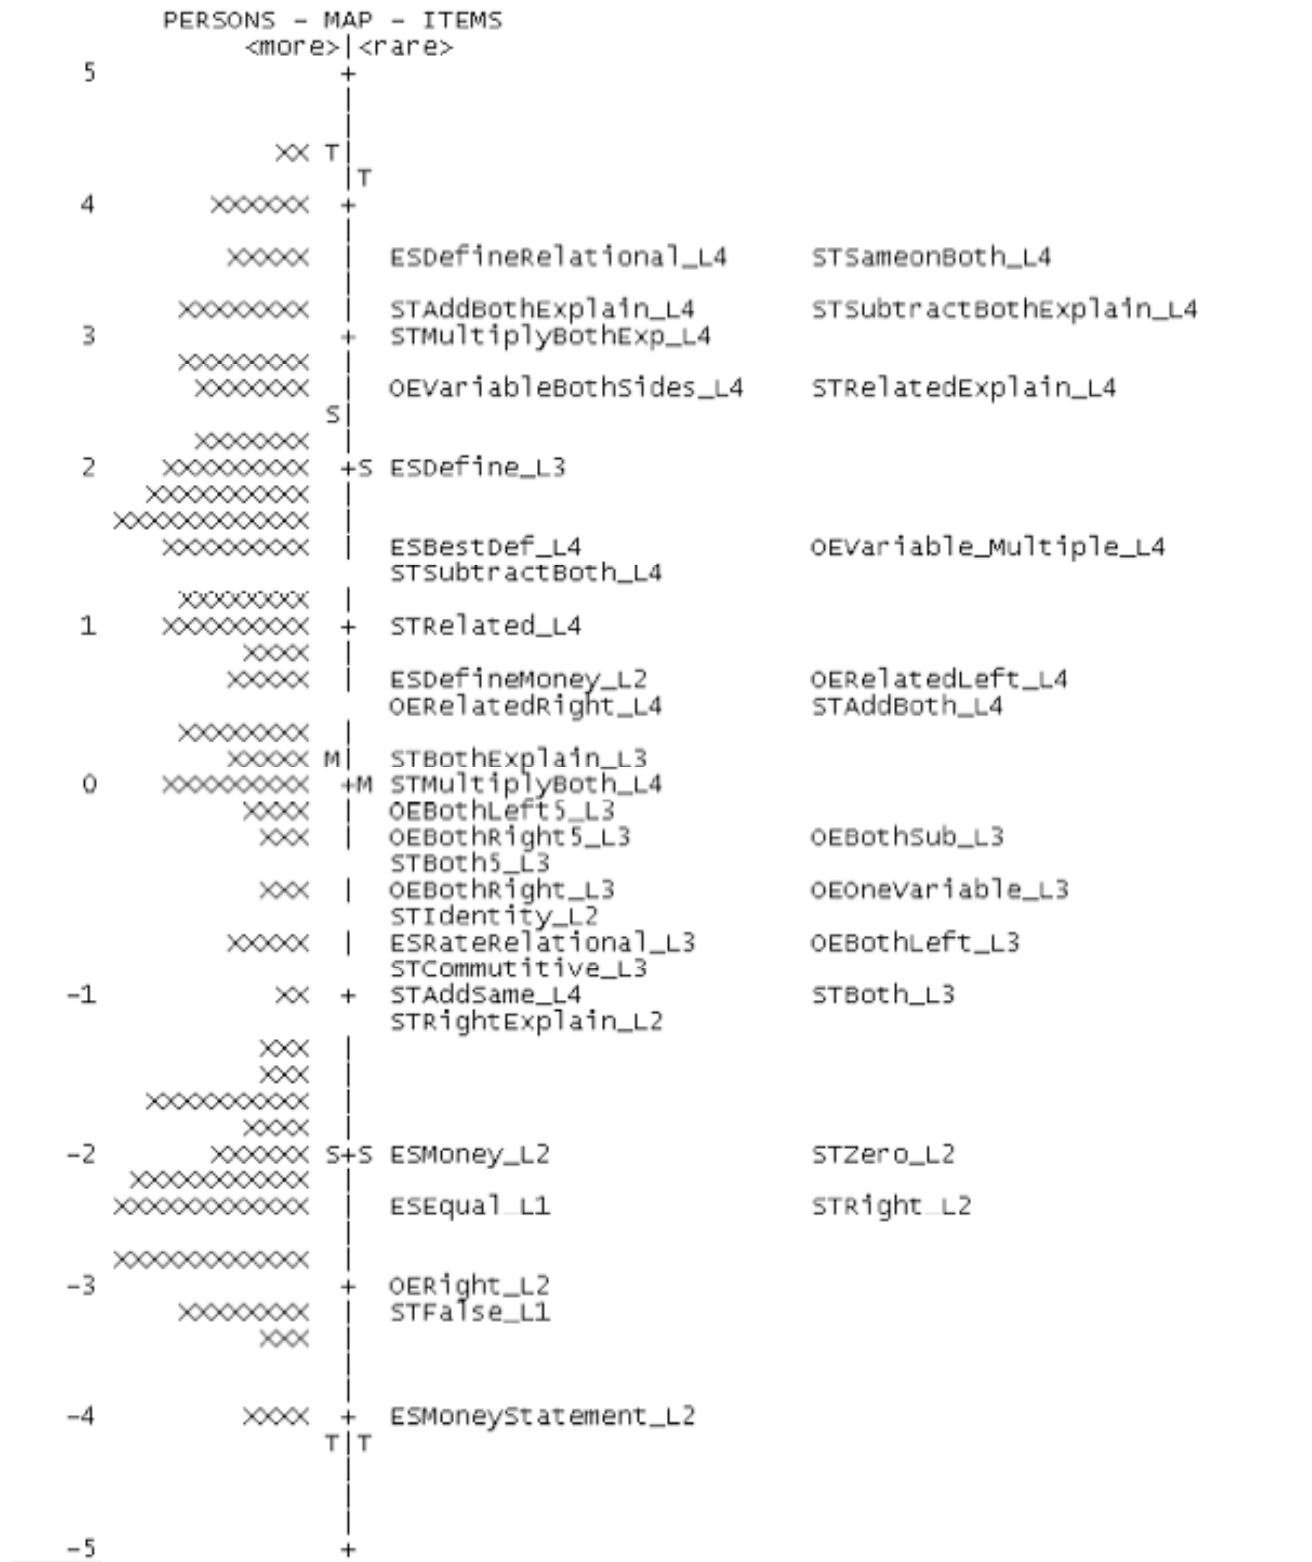 PERSONS - MAP - ITEMS
<more>|<rare>
5 +
|
|
XX T|
|T
4 XXXXXX +
|
XXXXX | ESDefineRelational_L4 STSameonBoth_L4
|
XXXXXXXX | STAddBothExplain_L4 STSubtractBothExplain_L4
3 + STMultiplyBothExp_L4
XXXXXXXX |
XXXXXXX | OEVariableBothSides_L4 STRelatedExplain_L4
S|
XXXXXXX |
2 XXXXXXXXX +S ESDefine_L3
XXXXXXXXXX |
XXXXXXXXXXXX |
XXXXXXXXX | ESBestDef_L4 OEVariable_Multiple_L4
STSubtractBoth_L4
XXXXXXXX |
1 XXXXXXXXX + STRelated_L4
XXXX |
XXXXX | ESDefineMoney_L2 OERelatedLeft_L4
OERelatedRight_L4 STAddBoth_L4
XXXXXXXX |
XXXXX M| STBothExplain_L3
0 XXXXXXXXX +M STMultiplyBoth_L4
XXXX | OEBothLeft5_L3
XXX | OEBothRight5_L3 OEBothSub_L3
STBoth5_L3
XXX | OEBothRight_L3 OEOneVariable_L3
STIdentity_L2
XXXXX | ESRateRelational_L3 OEBothLeft_L3
STCommutitive_L3
-1 XX + STAddSame_L4 STBoth_L3
STRightExplain_L2
XXX |
XXX |
XXXXXXXXXX |
XXXX |
-2 XXXXXX S+S ESMoney_L2 STZero_L2
XXXXXXXXXXX |
XXXXXXXXXXXX | ESEqual_L1 STRight_L2
|
XXXXXXXXXXXX |
-3 + OERight_L2
XXXXXXXX | STFalse_L1
XXX |
|
|
-4 XXXX + ESMoneyStatement_L2
T|T
|
|
|
-5 +